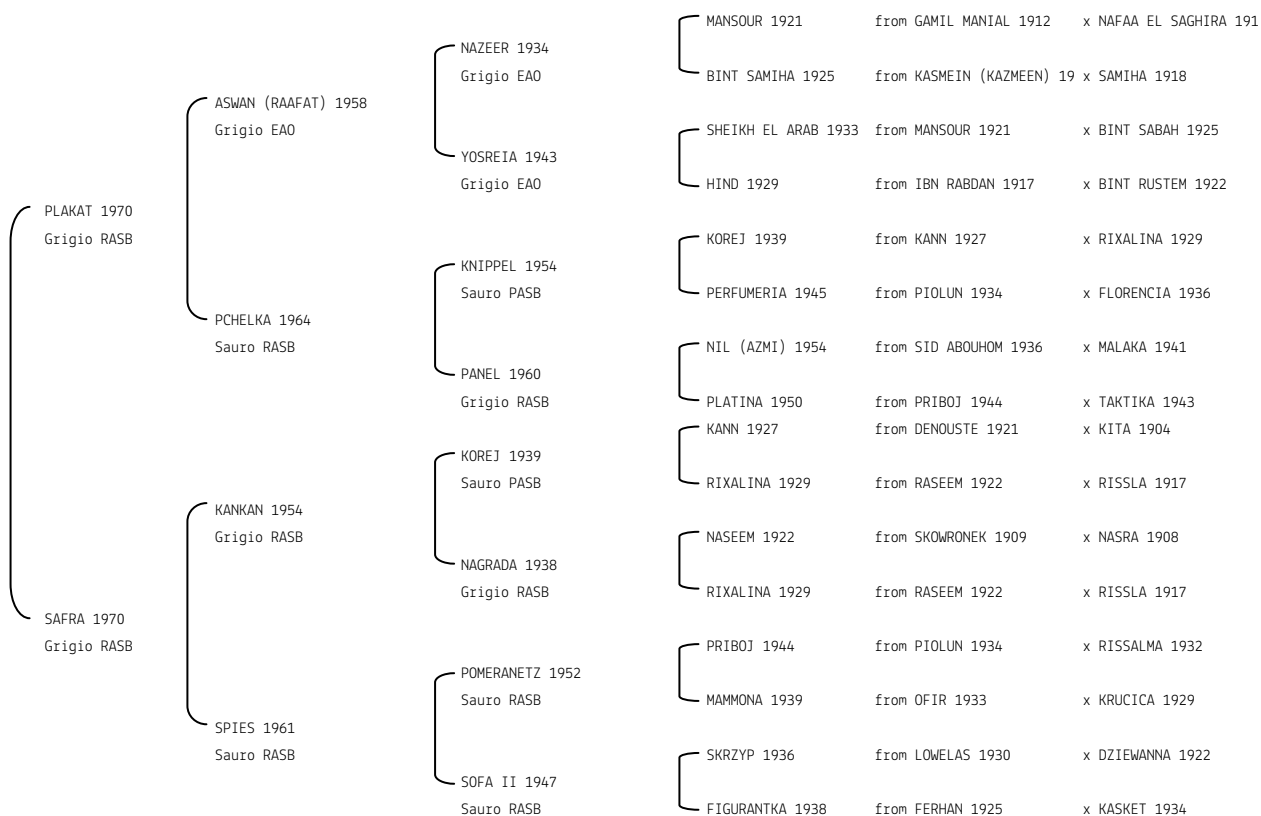 MANSOUR 1921 from GAMIL MANIAL 1912 x NAFAA EL SAGHIRA 191
NAZEER 1934
Grigio EAO
BINT SAMIHA 1925 from KASMEIN (KAZMEEN) 19 x SAMIHA 1918
ASWAN (RAAFAT) 1958
Grigio EAO
SHEIKH EL ARAB 1933 from MANSOUR 1921 x BINT SABAH 1925
YOSREIA 1943
Grigio EAO
HIND 1929 from IBN RABDAN 1917 x BINT RUSTEM 1922
PLAKAT 1970
Grigio RASB
KOREJ 1939 from KANN 1927 x RIXALINA 1929
KNIPPEL 1954
Sauro PASB
PERFUMERIA 1945 from PIOLUN 1934 x FLORENCIA 1936
PCHELKA 1964
Sauro RASB
NIL (AZMI) 1954 from SID ABOUHOM 1936 x MALAKA 1941
PANEL 1960
Grigio RASB
PLATINA 1950 from PRIBOJ 1944 x TAKTIKA 1943
KANN 1927 from DENOUSTE 1921 x KITA 1904
KOREJ 1939
Sauro PASB
RIXALINA 1929 from RASEEM 1922 x RISSLA 1917
KANKAN 1954
Grigio RASB
NASEEM 1922 from SKOWRONEK 1909 x NASRA 1908
NAGRADA 1938
Grigio RASB
RIXALINA 1929 from RASEEM 1922 x RISSLA 1917
SAFRA 1970
Grigio RASB
PRIBOJ 1944 from PIOLUN 1934 x RISSALMA 1932
POMERANETZ 1952
Sauro RASB
MAMMONA 1939 from OFIR 1933 x KRUCICA 1929
SPIES 1961
Sauro RASB
SKRZYP 1936 from LOWELAS 1930 x DZIEWANNA 1922
SOFA II 1947
Sauro RASB
FIGURANTKA 1938 from FERHAN 1925 x KASKET 1934